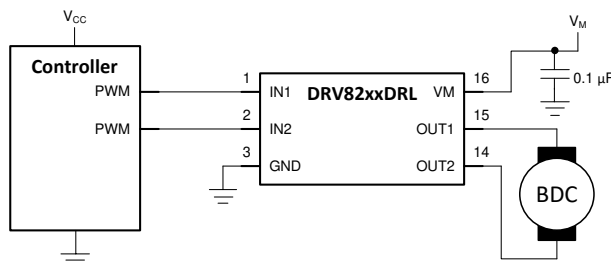 VCC
VM
Controller
PWM
PWM
1
2
3
IN1
IN2
GND
DRV82xxDRL
VM
OUT1
OUT2
16
15
14
0.1 µF
BDC